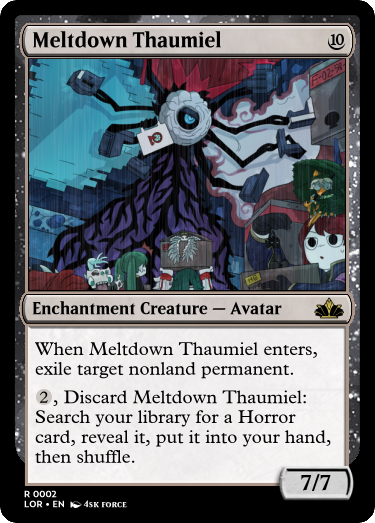 Meltdown Thaumiel 10
Enchantment Creature — Avatar
When Meltdown Thaumiel enters,
exile target nonland permanent.
2, Discard Meltdown Thaumiel:
Search your library for a Horror
card, reveal it, put it into your hand,
then shuffle.
7/7
R 0002
LOR • EN 4SK FORCE